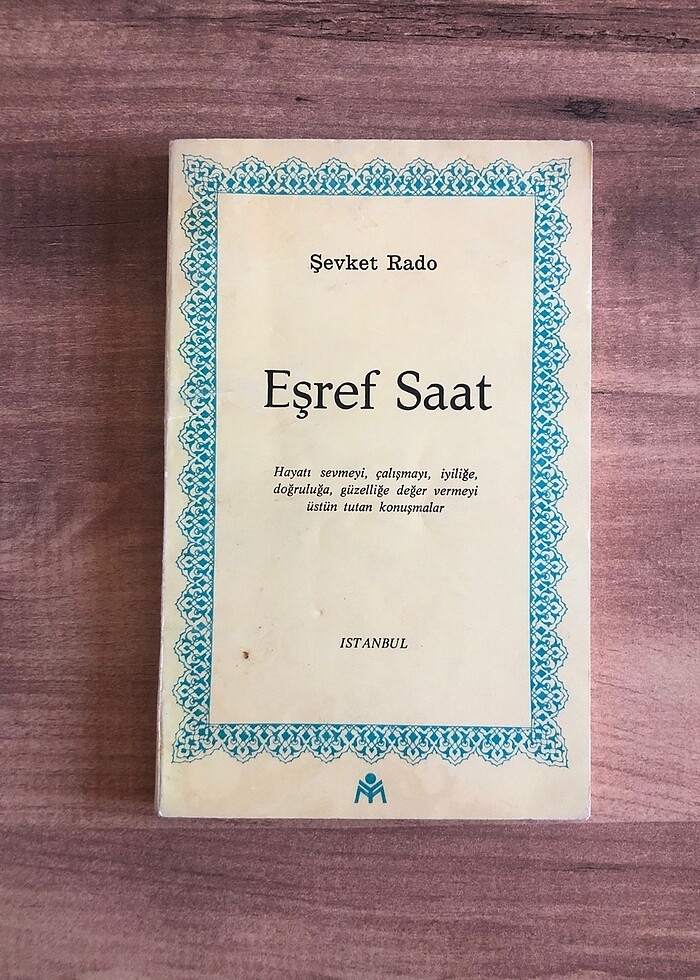 Şevket Rado
Eşref Saat
Hayatı sevmeyi, çalışmayı, iyiliğe,
doğruluğa, güzelliğe değer vermeyi
üstün tutan konuşmalar
ISTANBUL